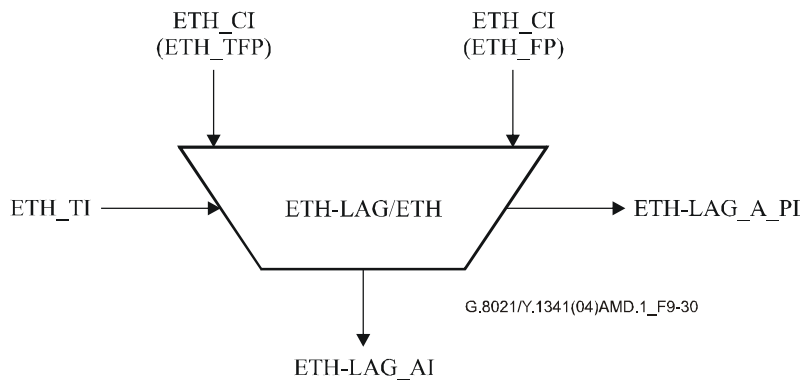 ETH_CI
(ETH_TFP)
ETH_CI
(ETH_FP)
ETH_TI
ETH-LAG/ETH
ETH-LAG_A_PI
G.8021/Y.1341(04)AMD.1_F9-30
ETH-LAG_AI